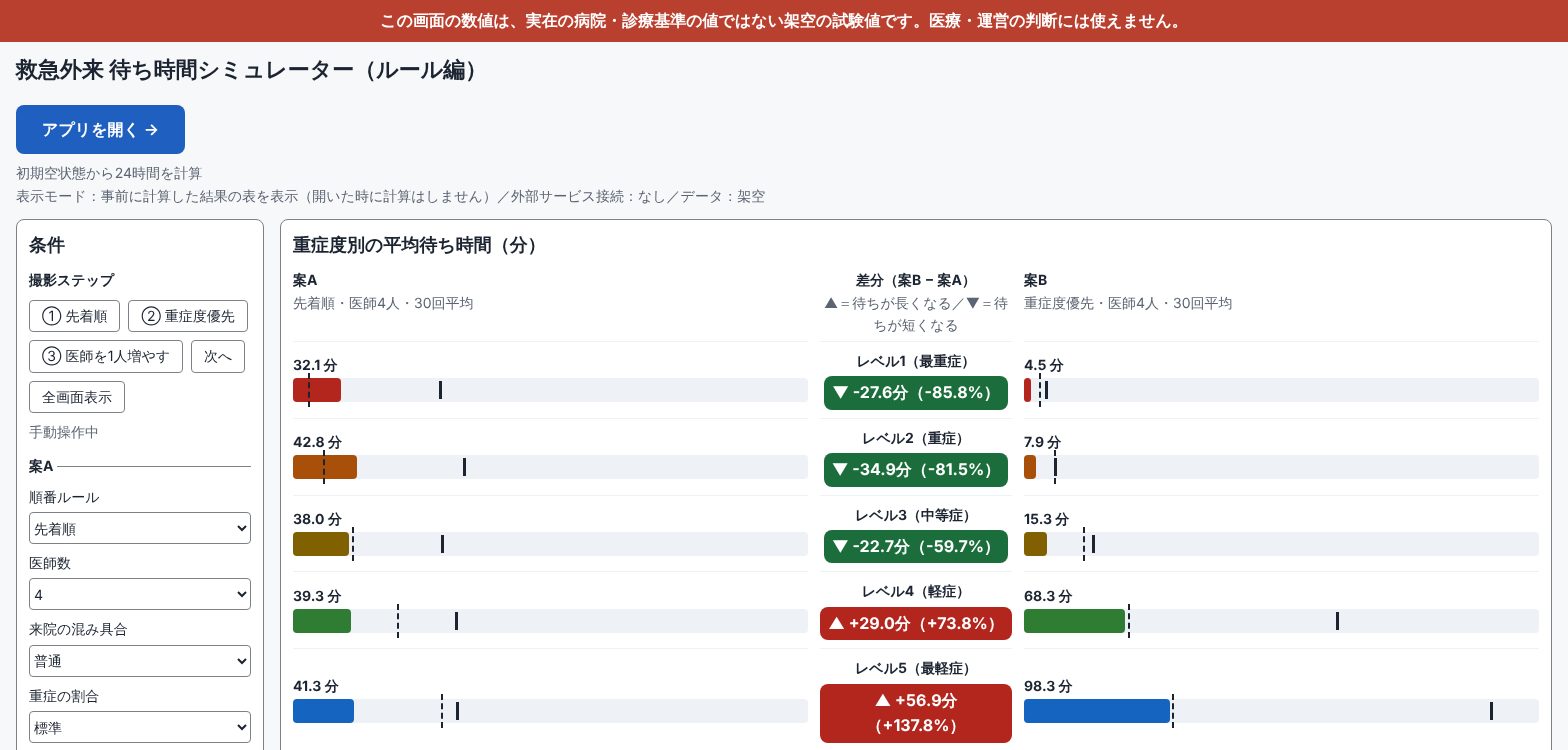 この画面の数値は、実在の病院・診療基準の値ではない架空の試験値です。医療・運営の判断には使えません。
救急外来 待ち時間シミュレーター（ルール編）
アプリを開く →
初期空状態から24時間を計算
表示モード：事前に計算した結果の表を表示（開いた時に計算はしません）／外部サービス接続：なし／データ：架空
条件
撮影ステップ
① 先着順
② 重症度優先
③ 医師を1人増やす
次へ
全画面表示
手動操作中
案A
順番ルール
先着順
医師数
4
来院の混み具合
普通
重症の割合
標準
重症度別の平均待ち時間（分）
案A
先着順・医師4人・30回平均
差分（案B − 案A）
▲＝待ちが長くなる／▼＝待
ちが短くなる
案B
重症度優先・医師4人・30回平均
32.1 分
レベル1（最重症）
▼ -27.6分（-85.8%）
4.5 分
42.8 分
レベル2（重症）
▼ -34.9分（-81.5%）
7.9 分
38.0 分
レベル3（中等症）
▼ -22.7分（-59.7%）
15.3 分
39.3 分
レベル4（軽症）
▲ +29.0分（+73.8%）
68.3 分
41.3 分
レベル5（最軽症）
▲ +56.9分
（+137.8%）
98.3 分